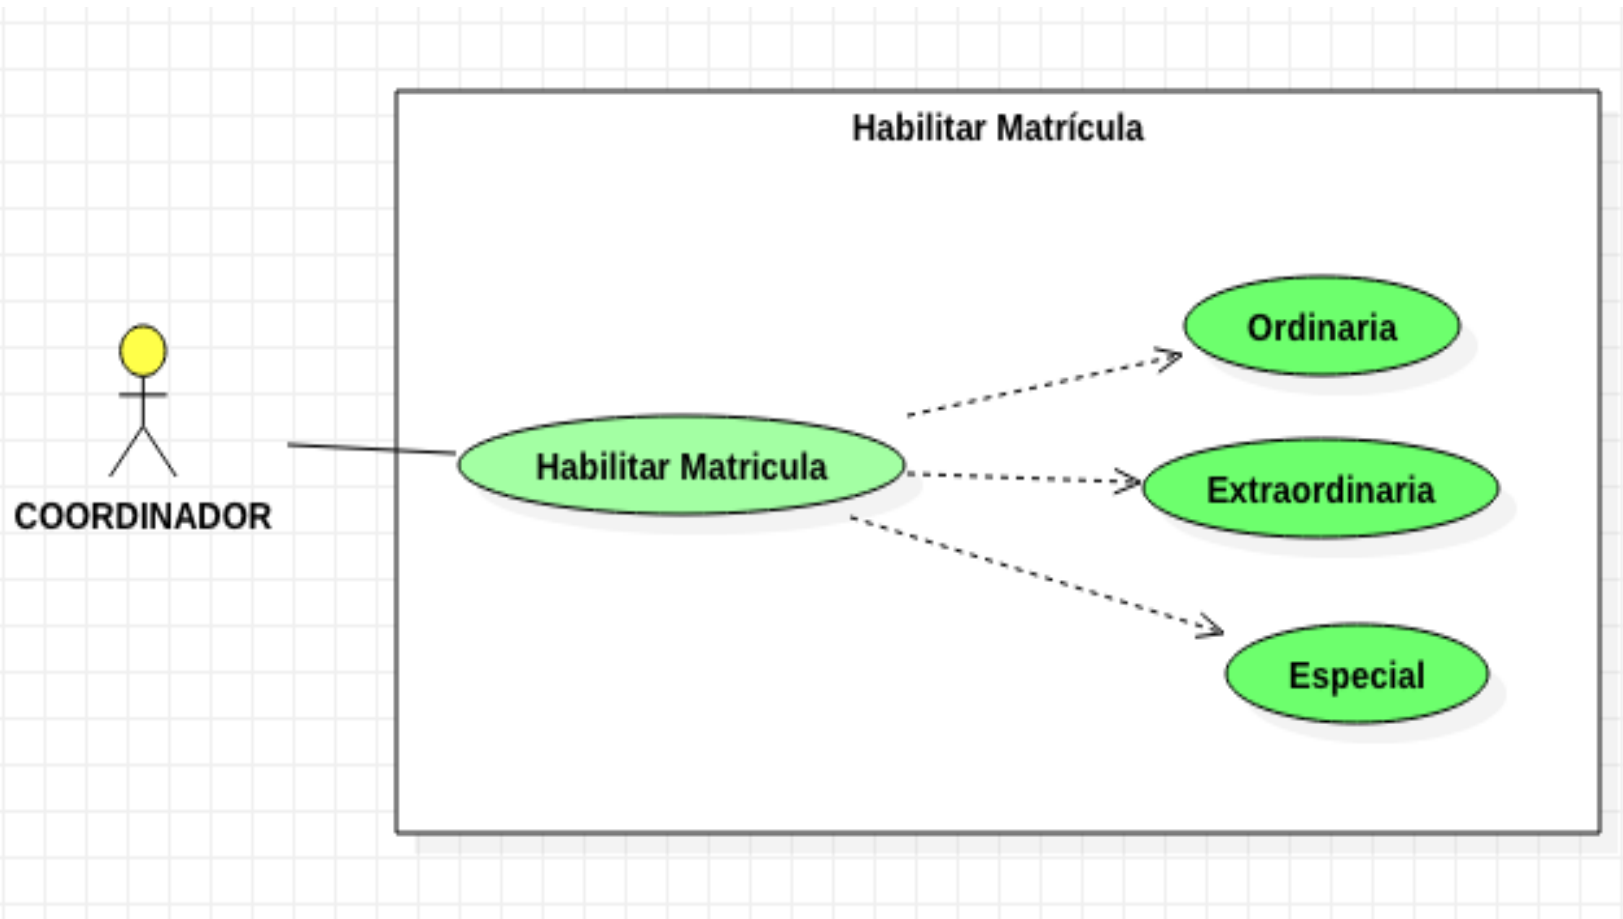 Habilitar Matrícula
Ordinaria
Habilitar Matricula
Extraordinaria
COORDINADOR
Especial